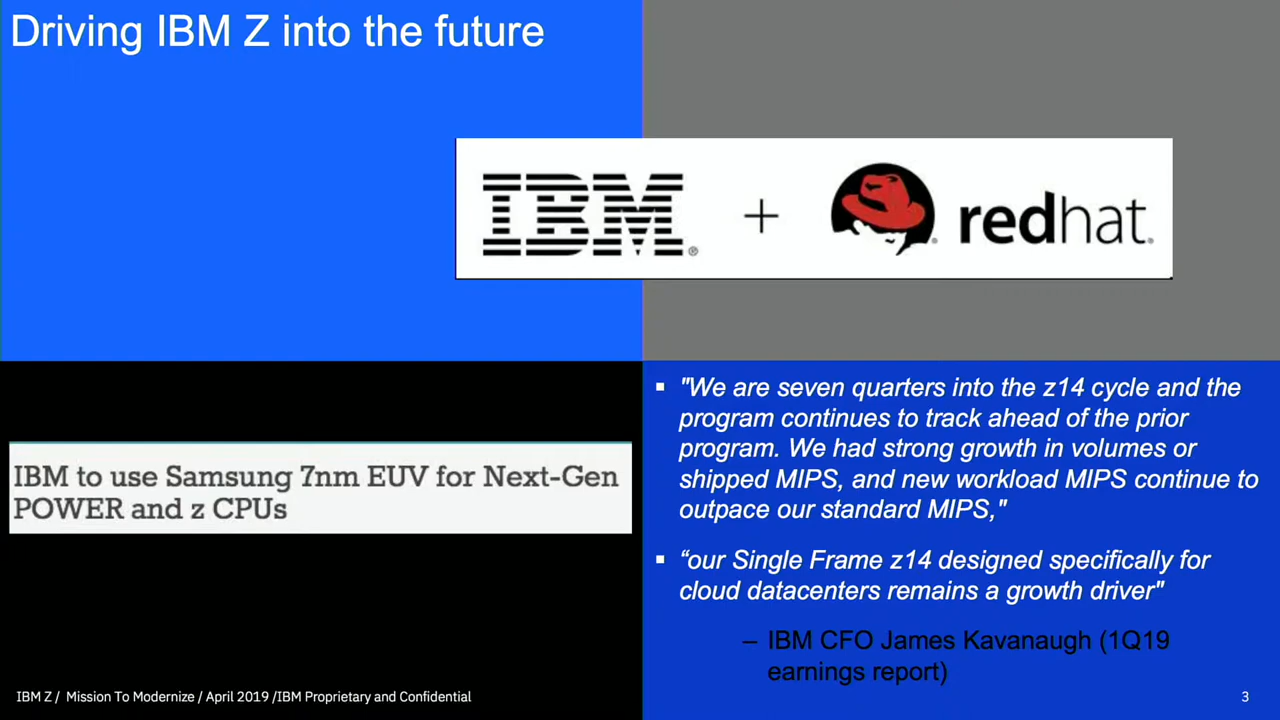 Driving IBM Z into the future
IBM® + redhat®
IBM to use Samsung 7nm EUV for Next-Gen
POWER and z CPUs
▪ "We are seven quarters into the z14 cycle and the
program continues to track ahead of the prior
program. We had strong growth in volumes or
shipped MIPS, and new workload MIPS continue to
outpace our standard MIPS,"
▪ “our Single Frame z14 designed specifically for
cloud datacenters remains a growth driver"
– IBM CFO James Kavanaugh (1Q19
earnings report)
IBM Z / Mission To Modernize / April 2019 /IBM Proprietary and Confidential
3